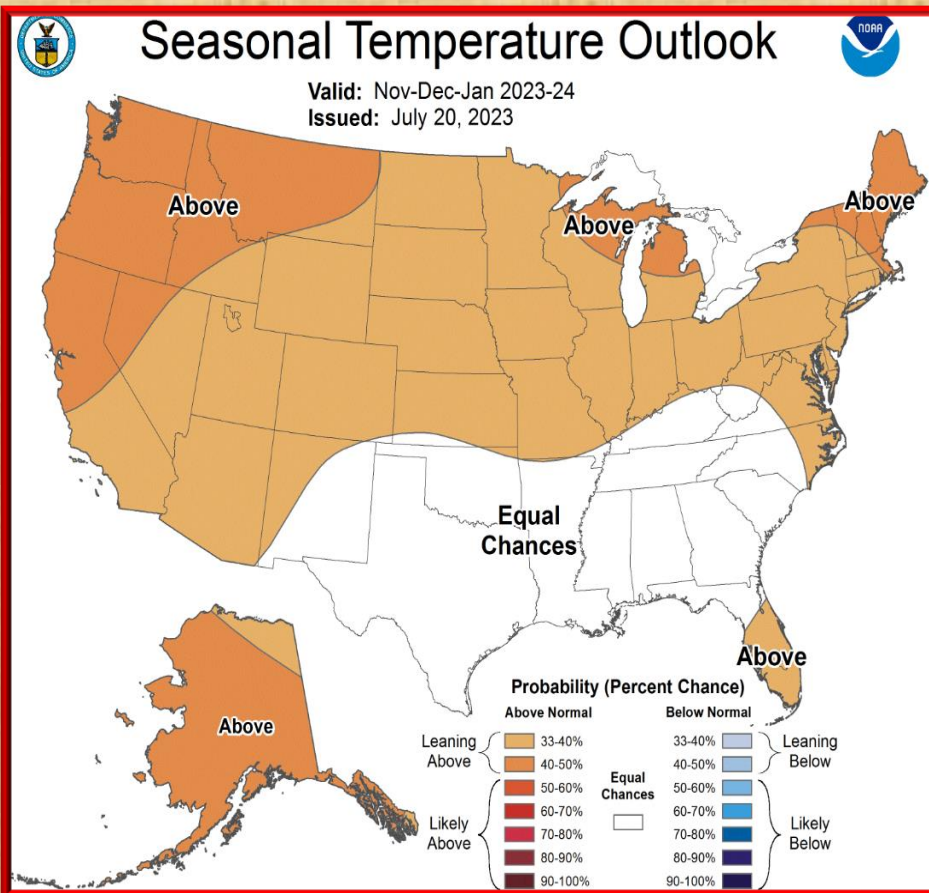 Seasonal Temperature Outlook
NOAA
Valid: Nov-Dec-Jan 2023-24
Issued: July 20, 2023
Above
Above
Above
Equal
Chances
Above
Above
Probability (Percent Chance)
Above Normal
Below Normal
Leaning
Above
33-40%
40-50%
Likely
Above
50-60%
60-70%
70-80%
80-90%
90-100%
Equal
Chances
33-40%
40-50%
Leaning
Below
50-60%
60-70%
70-80%
80-90%
90-100%
Likely
Below